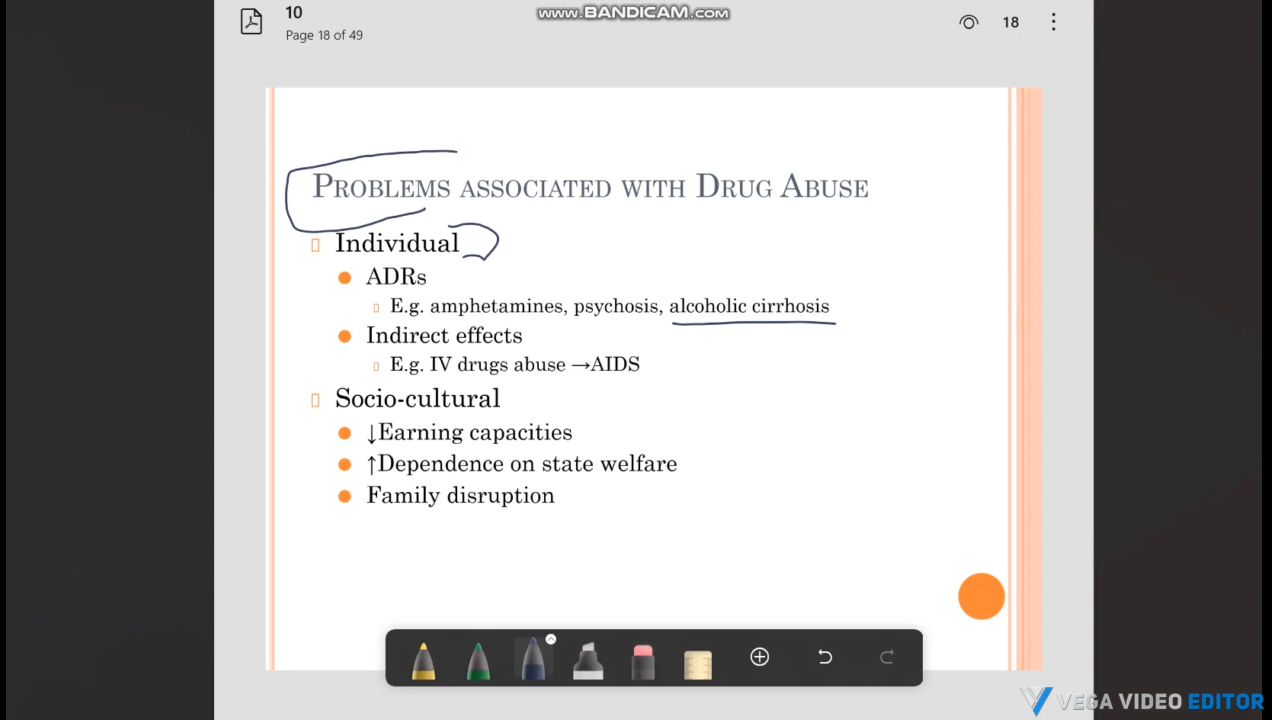 10
www.BANDICAM.com
18
Page 18 of 49
PROBLEMS ASSOCIATED WITH DRUG ABUSE
Individual
ADRs
E.g. amphetamines, psychosis, alcoholic cirrhosis
Indirect effects
E.g. IV drugs abuse →AIDS
Socio-cultural
↓Earning capacities
↑Dependence on state welfare
Family disruption
VEGA VIDEO EDITOR